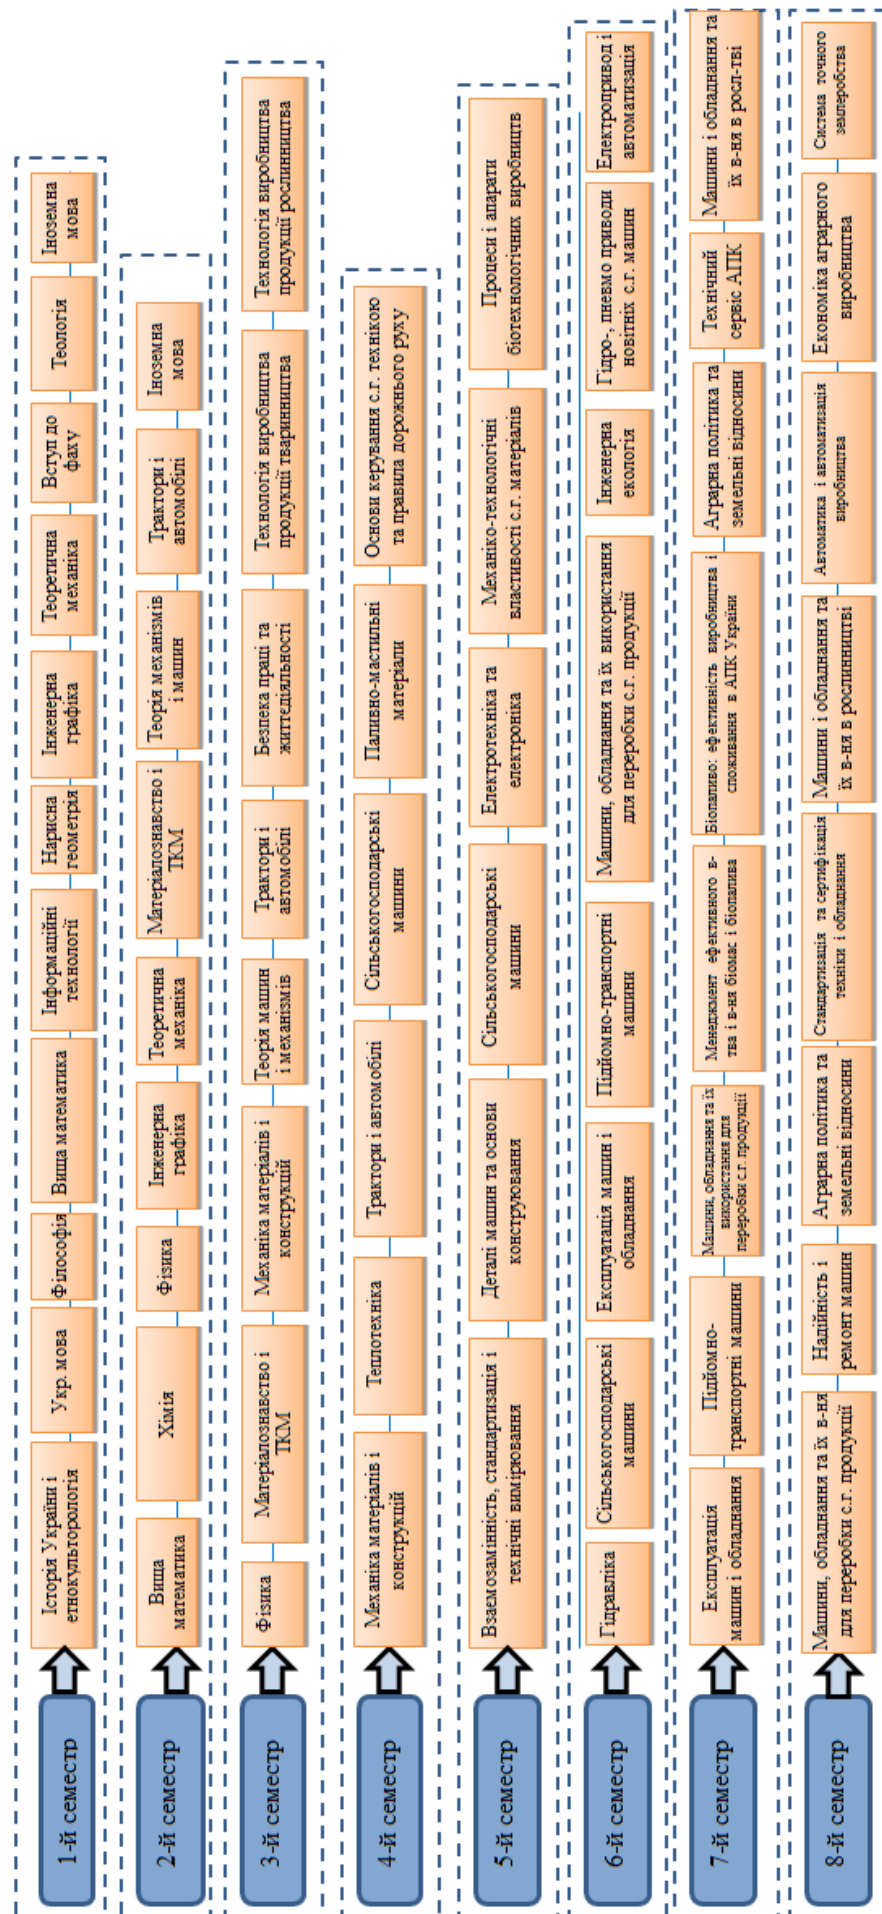 1-й семестр
Історія України і
етнокульторологія
Укр. мова
Філософія
Вища математика
Інформаційні
технології
Нарисна
геометрія
Інженерна
графіка
Теоретична
механіка
Вступ до
фаху
Теологія
Іноземна
мова
2-й семестр
Вища
математика
Хімія
Фізика
Інженерна
графіка
Теоретична
механіка
Матеріалознавство і
ТКМ
Теорія механізмів
і машин
Трактори і
автомобілі
Іноземна
мова
3-й семестр
Фізика
Матеріалознавство і
ТКМ
Механіка матеріалів і
конструкцій
Теорія машин
і механізмів
Трактори і
автомобілі
Безпека праці та
життєдіяльності
Технологія виробництва
продукції тваринництва
Технологія виробництва
продукції рослинництва
4-й семестр
Механіка матеріалів і
конструкцій
Теплотехніка
Трактори і автомобілі
Сільськогосподарські
машини
Паливно-мастильні
матеріали
Основи керування с.г. технікою
та правила дорожнього руху
5-й семестр
Взаємозамінність, стандартизація і
технічні вимірювання
Деталі машин та основи
конструювання
Сільськогосподарські
машини
Електротехніка та
електроніка
Механіко-технологічні
властивості с.г. матеріалів
Процеси і апарати
біотехнологічних виробництв
6-й семестр
Гідравліка
Сільськогосподарські
машини
Експлуатація машин і
обладнання
Підйомно-транспортні
машини
Машини, обладнання та їх використання
для переробки с.г. продукції
Інженерна
екологія
Гідро-, пневмо приводи
новітніх с.г. машин
Електропривод і
автоматизація
7-й семестр
Експлуатація
машин і обладнання
Підйомно-
транспортні машини
Машини, обладнання та їх
використання для
переробки с.г. продукції
Менеджмент ефективного в-
тва і в-ня біомас і біопалива
Біопаливо: ефективність виробництва і
споживання в АПК України
Аграрна політика та
земельні відносини
Технічний
сервіс АПК
Машини і обладнання та
їх в-ня в росл-тві
8-й семестр
Машини, обладнання та їх в-ня
для переробки с.г. продукції
Надійність і
ремонт машин
Аграрна політика та
земельні відносини
Стандартизація та сертифікація
техніки і обладнання
Машини і обладнання та
їх в-ня в рослинництві
Автоматика і автоматизація
виробництва
Економіка аграрного
виробництва
Система точного
землеробства